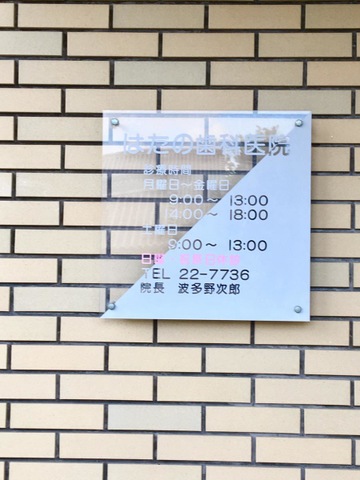 はたの歯科医院
診療時間
月曜日～金曜日
9:00～ 13:00
14:00～ 18:00
土曜日
9:00～ 13:00
日曜 祝祭日休診
TEL 22-7736
院長 波多野次郎